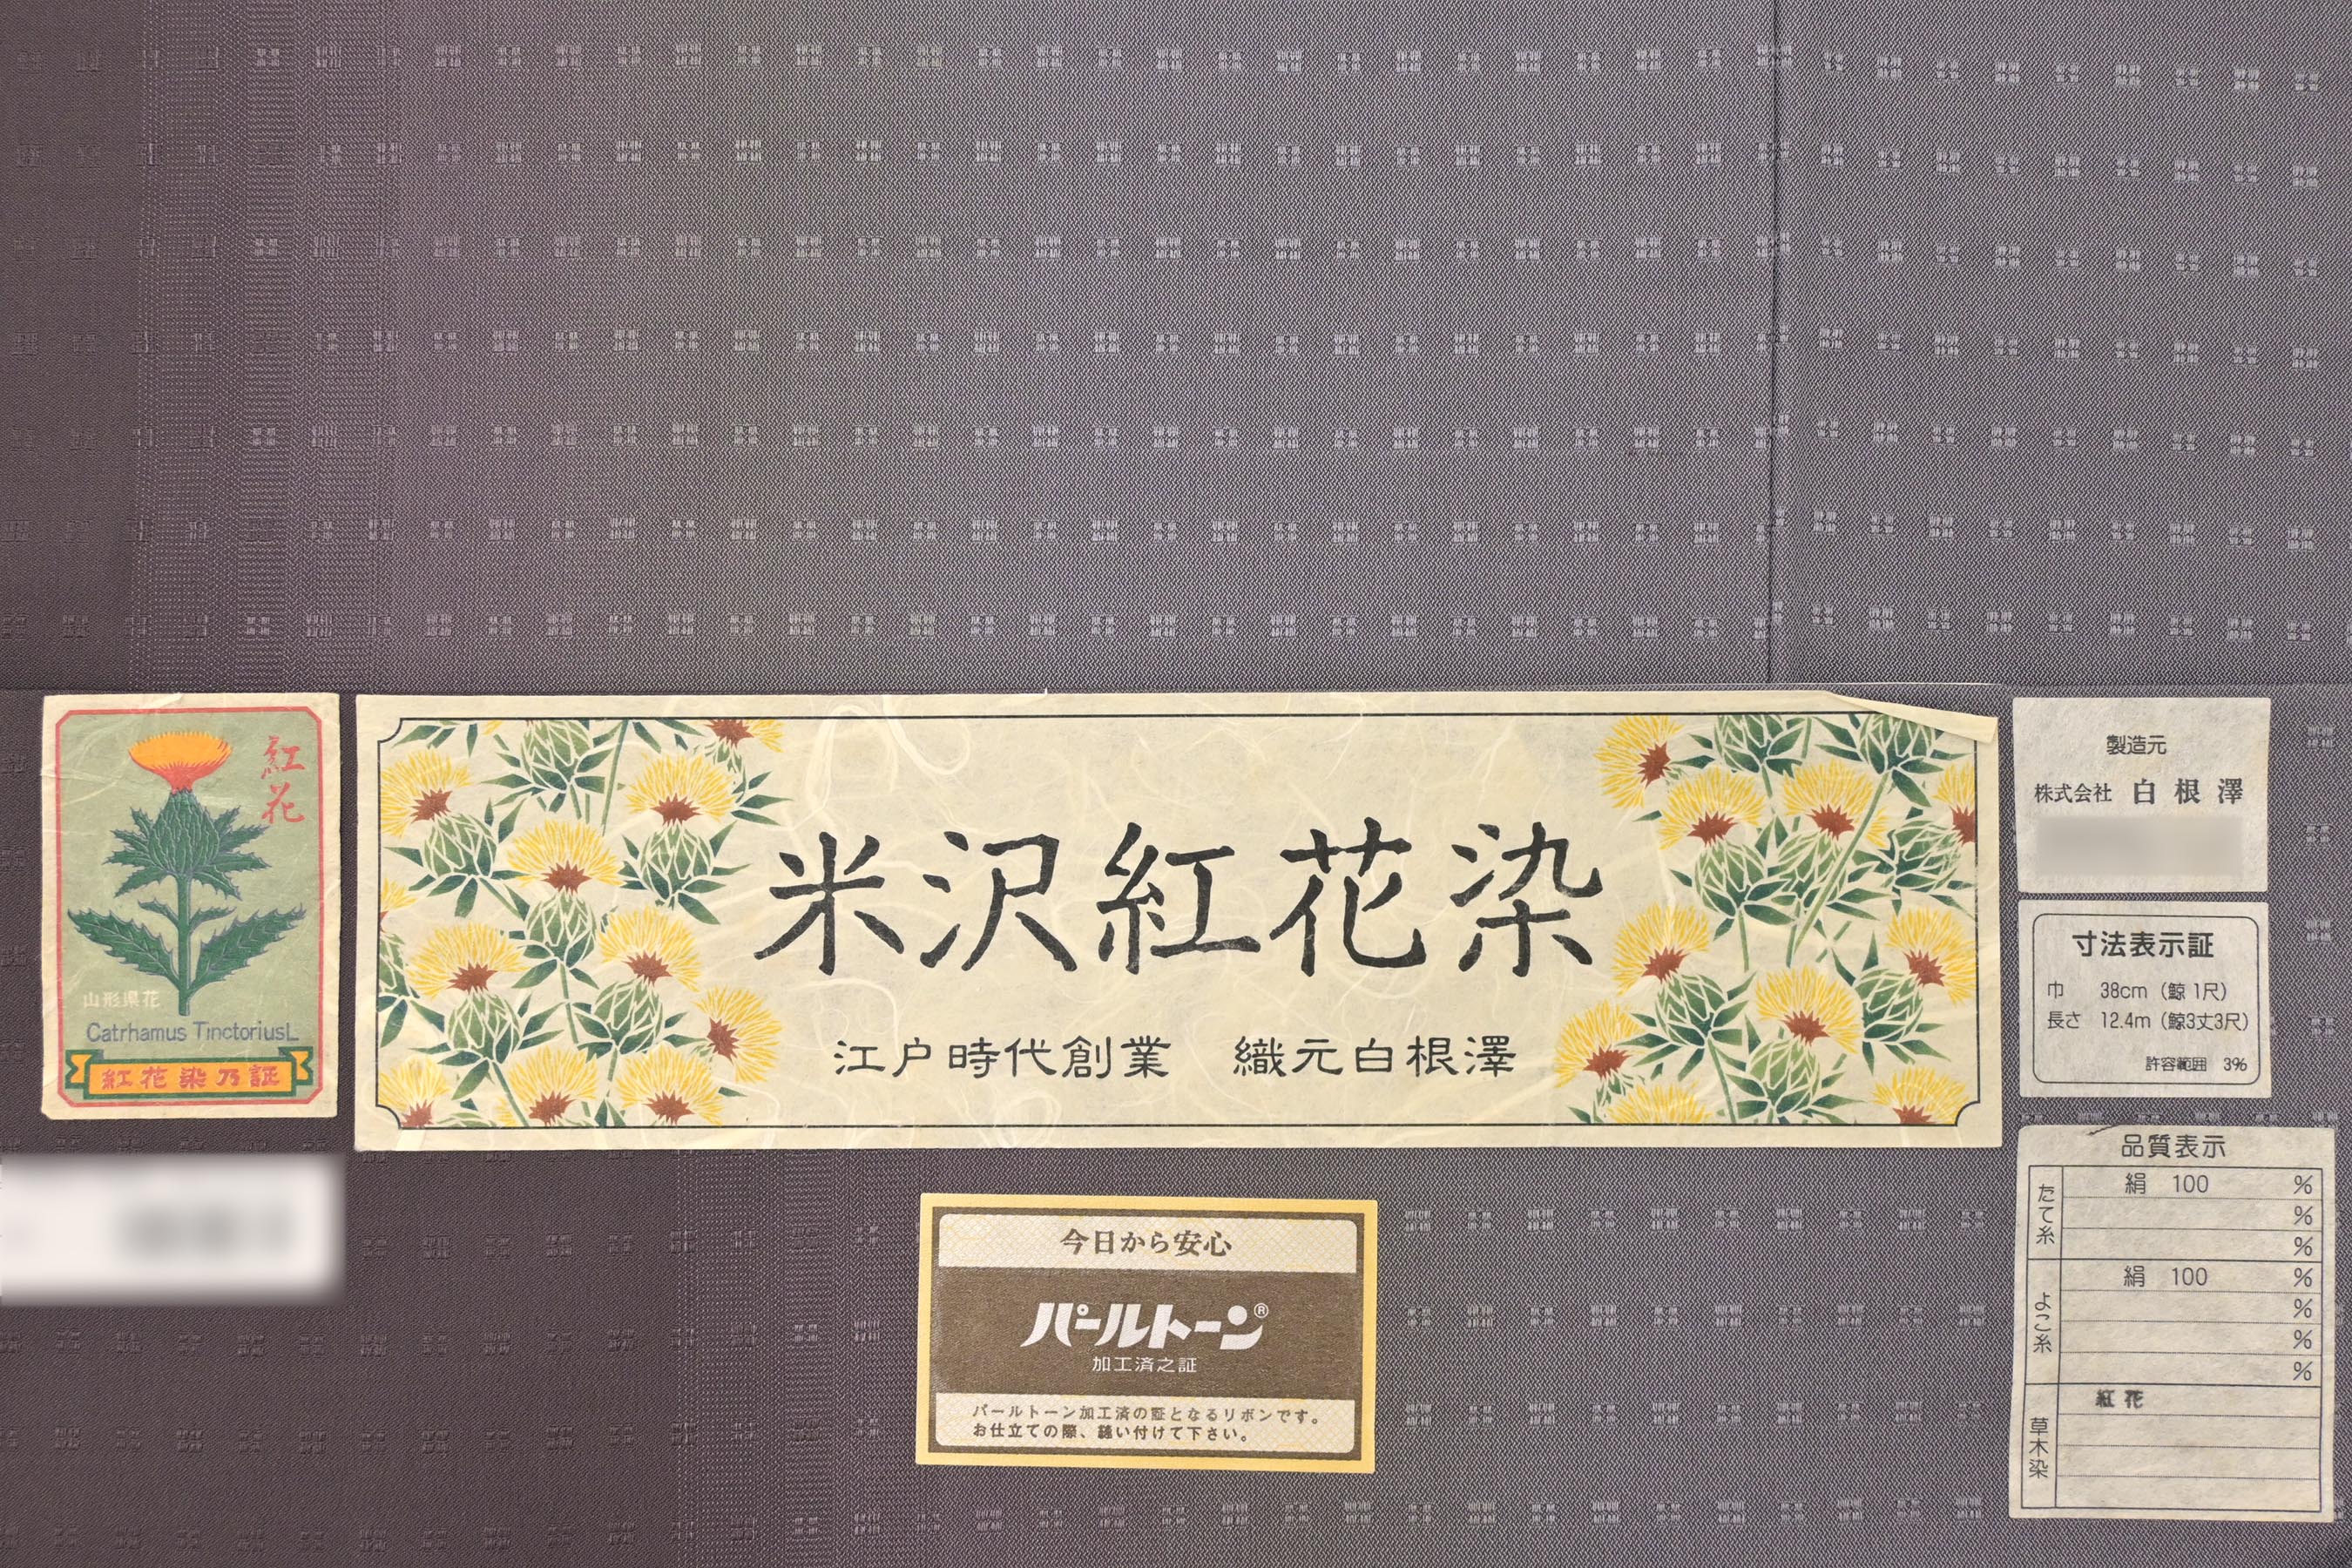 紅花
山形県花
Catrhamus TinctoriusL
紅花染乃証
米沢紅花染
江戸時代創業 織元白根澤
製造元
株式会社 白根澤
寸法表示証
巾 38cm（鯨 1尺）
長さ 12.4m（鯨3丈3尺）
許容範囲 3%
品質表示
たて糸 絹 100 %
%
%
よこ糸 絹 100 %
%
%
%
草木染 紅花
今日から安心
パールトーン®
加工済之証
パールトーン加工済の証となるリボンです。
お仕立ての際、縫い付けて下さい。